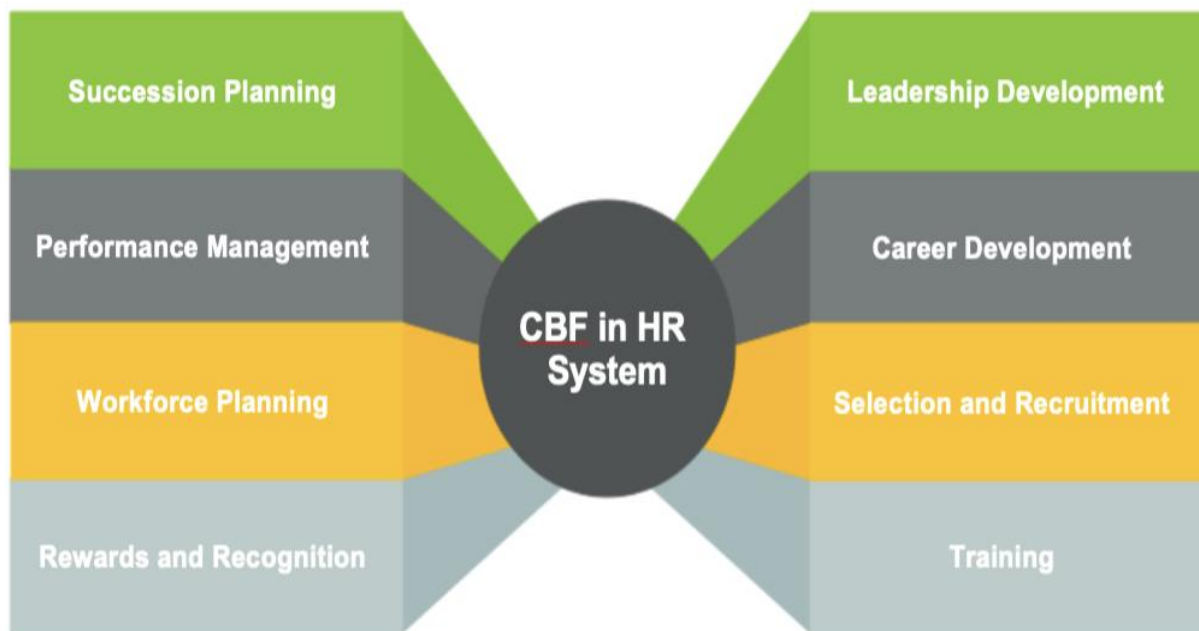 Succession Planning
Performance Management
Workforce Planning
Rewards and Recognition
CBF in HR
System
Leadership Development
Career Development
Selection and Recruitment
Training